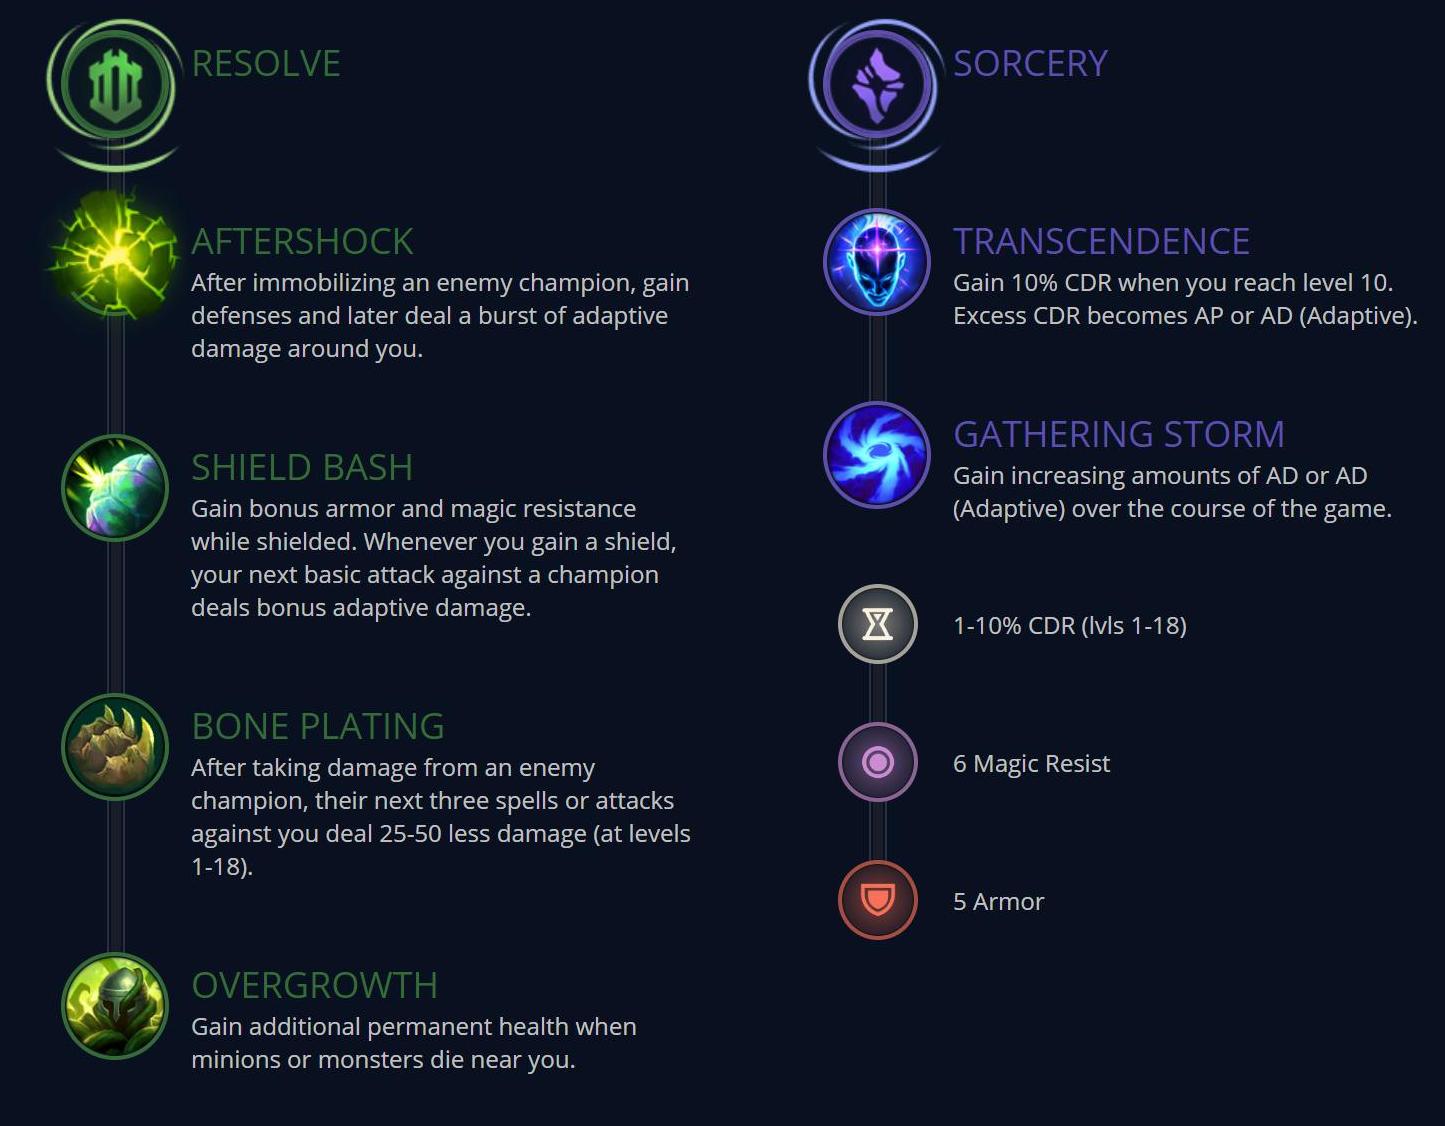 RESOLVE
AFTERSHOCK
After immobilizing an enemy champion, gain
defenses and later deal a burst of adaptive
damage around you.
SHIELD BASH
Gain bonus armor and magic resistance
while shielded. Whenever you gain a shield,
your next basic attack against a champion
deals bonus adaptive damage.
BONE PLATING
After taking damage from an enemy
champion, their next three spells or attacks
against you deal 25-50 less damage (at levels
1-18).
OVERGROWTH
Gain additional permanent health when
minions or monsters die near you.
SORCERY
TRANSCENDENCE
Gain 10% CDR when you reach level 10.
Excess CDR becomes AP or AD (Adaptive).
GATHERING STORM
Gain increasing amounts of AD or AD
(Adaptive) over the course of the game.
1-10% CDR (lvls 1-18)
6 Magic Resist
5 Armor